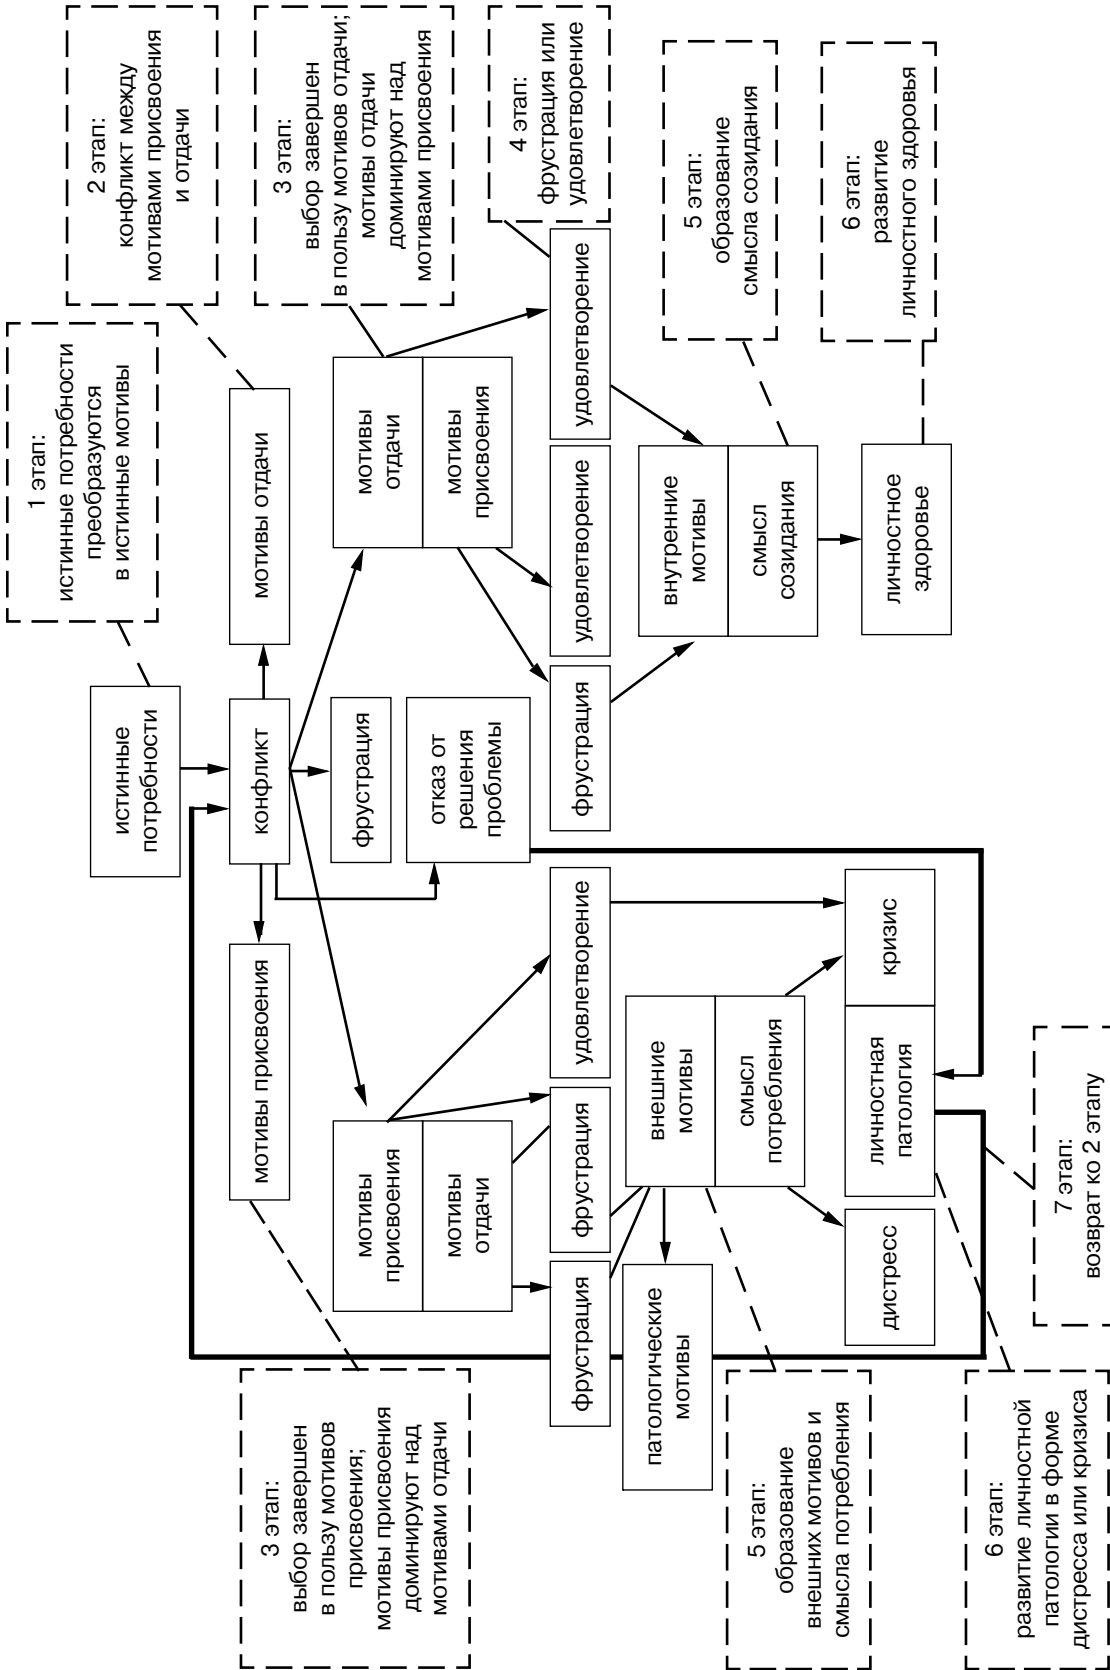 1 этап:
истинные потребности
преобразуются
в истинные мотивы
2 этап:
конфликт между
мотивами присвоения
и отдачи
истинные
потребности
мотивы присвоения
конфликт
мотивы отдачи
3 этап:
выбор завершен
в пользу мотивов
присвоения;
мотивы присвоения
доминируют над
мотивами отдачи
3 этап:
выбор завершен
в пользу мотивов отдачи;
мотивы отдачи
доминируют над
мотивами присвоения
мотивы
присвоения
мотивы
отдачи
фрустрация
отказ от
решения
проблемы
мотивы
отдачи
мотивы
присвоения
4 этап:
фрустрация или
удовлетворение
фрустрация
фрустрация
удовлетворение
фрустрация
удовлетворение
удовлетворение
патологические
мотивы
внешние
мотивы
смысл
потребления
внутренние
мотивы
смысл
созидания
5 этап:
образование
смысла созидания
5 этап:
образование
внешних мотивов и
смысла потребления
дистресс
личностная
патология
кризис
личностное
здоровье
6 этап:
развитие
личностного здоровья
6 этап:
развитие личностной
патологии в форме
дистресса или кризиса
7 этап:
возврат ко 2 этапу